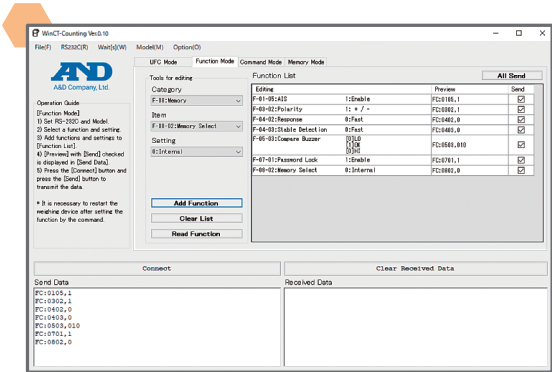 WinCT-Counting Ver.0.10
File(F) RS232C(R) Wait[s](W) Model(M) Option(O)
AND
A&D Company, Ltd.
Operation Guide
[Function Mode]
1) Set RS-232C and Model.
2) Select a function and setting.
3) Add functions and settings to
[Function List].
4) [Preview] with [Send] checked
is displayed in [Send Data].
5) Press the [Connect] button and
press the [Send] button to
transmit the data.
* It is necessary to restart the
weighing device after setting the
function by the command.
UFC Mode Function Mode Command Mode Memory Mode
Tools for editing
Category
F-08:Memory
Item
F-08-02:Memory Select
Setting
0:Internal
Add Function
Clear List
Read Function
Function List
All Send
Editing Preview Send
F-01-05:AIS 1:Enable FC:0105,1
F-03-02:Polarity 1: + / - FC:0302,1
F-04-02:Response 0:Fast FC:0402,0
F-04-03:Stable Detection 0:Fast FC:0403,0
F-05-03:Compare Buzzer [0]LO
[1]OK FC:0503,010
[0]HI
F-07-01:Password Lock 1:Enable FC:0701,1
F-08-02:Memory Select 0:Internal FC:0802,0
Connect
Clear Received Data
Send Data
FC:0105,1
FC:0302,1
FC:0402,0
FC:0403,0
FC:0503,010
FC:0701,1
FC:0802,0
Received Data